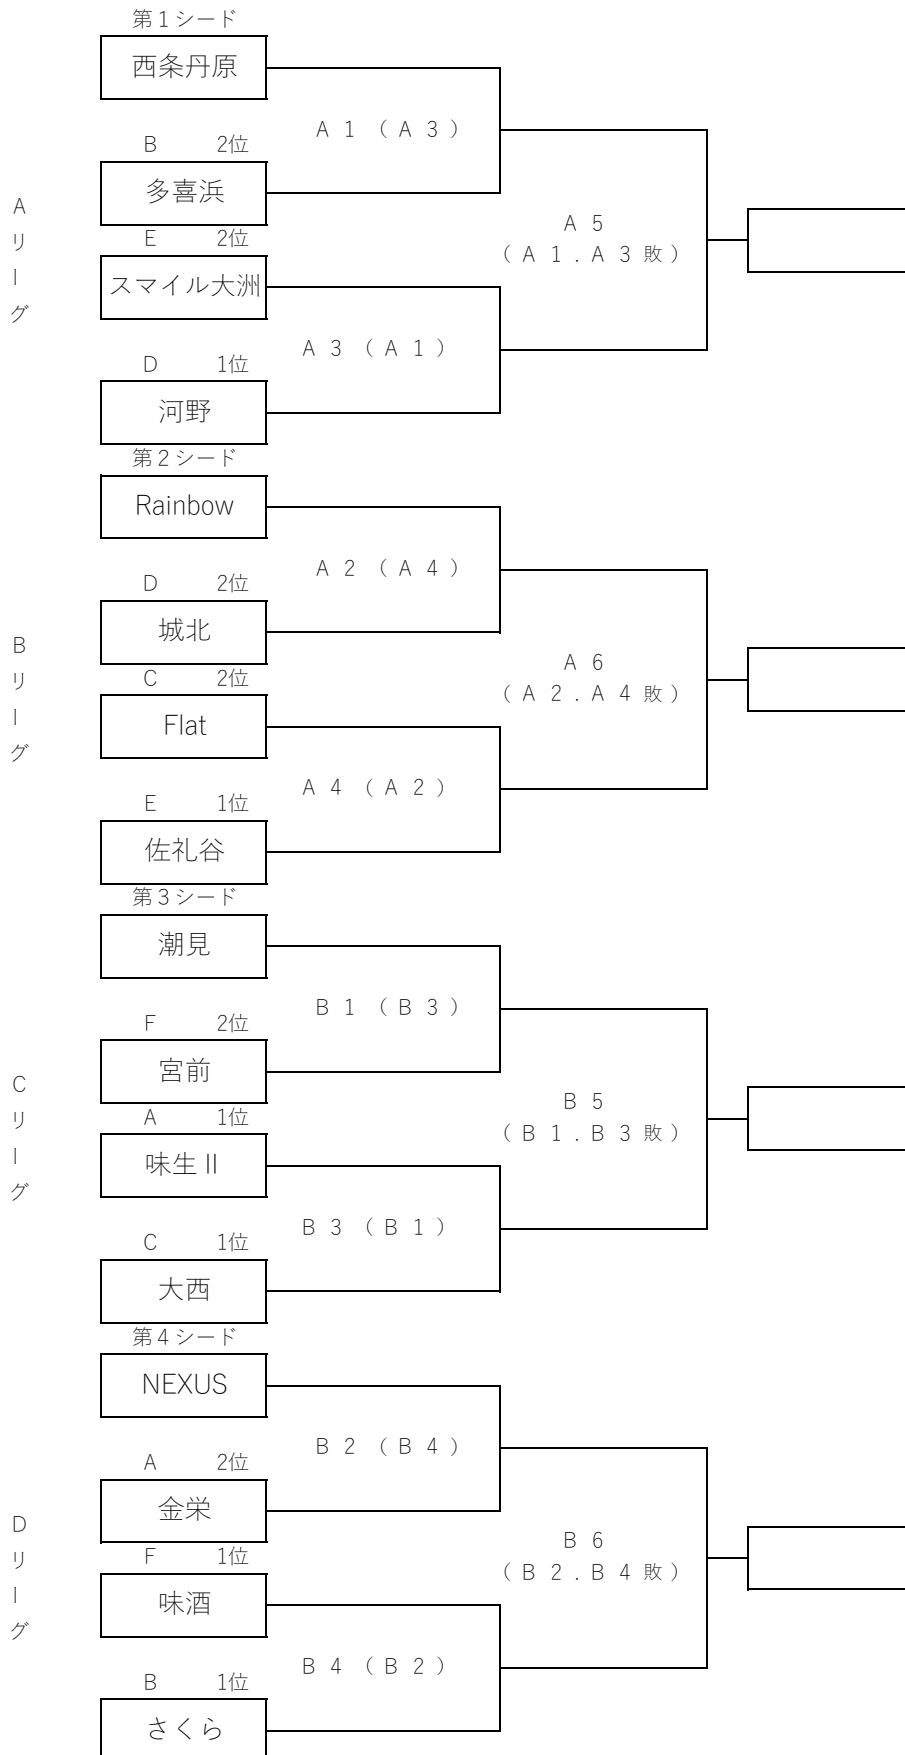 第1シード
西条丹原
A 1 （ A 3 ）
B 2位
多喜浜
E 2位
スマイル大洲
A 3 （ A 1 ）
D 1位
河野
Aリーグ
A 5
（ A 1 . A 3 敗 ）
第2シード
Rainbow
A 2 （ A 4 ）
D 2位
城北
C 2位
Flat
A 4 （ A 2 ）
E 1位
佐礼谷
Bリーグ
A 6
（ A 2 . A 4 敗 ）
第3シード
潮見
B 1 （ B 3 ）
F 2位
宮前
A 1位
味生Ⅱ
B 3 （ B 1 ）
C 1位
大西
Cリーグ
B 5
（ B 1 . B 3 敗 ）
第4シード
NEXUS
B 2 （ B 4 ）
A 2位
金栄
F 1位
味酒
B 4 （ B 2 ）
B 1位
さくら
Dリーグ
B 6
（ B 2 . B 4 敗 ）